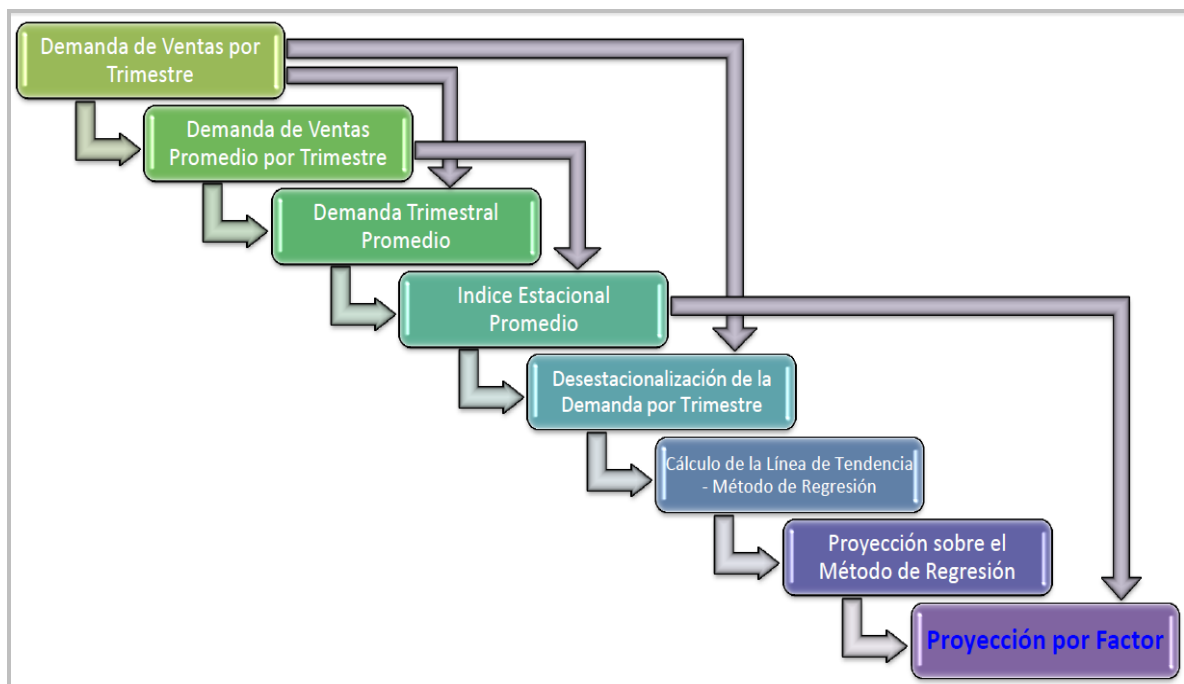 Demanda de Ventas por
Trimestre
Demanda de Ventas
Promedio por Trimestre
Demanda Trimestral
Promedio
Indice Estacional
Promedio
Desestacionalización de la
Demanda por Trimestre
Cálculo de la Línea de Tendencia
- Método de Regresión
Proyección sobre el
Método de Regresión
Proyección por Factor